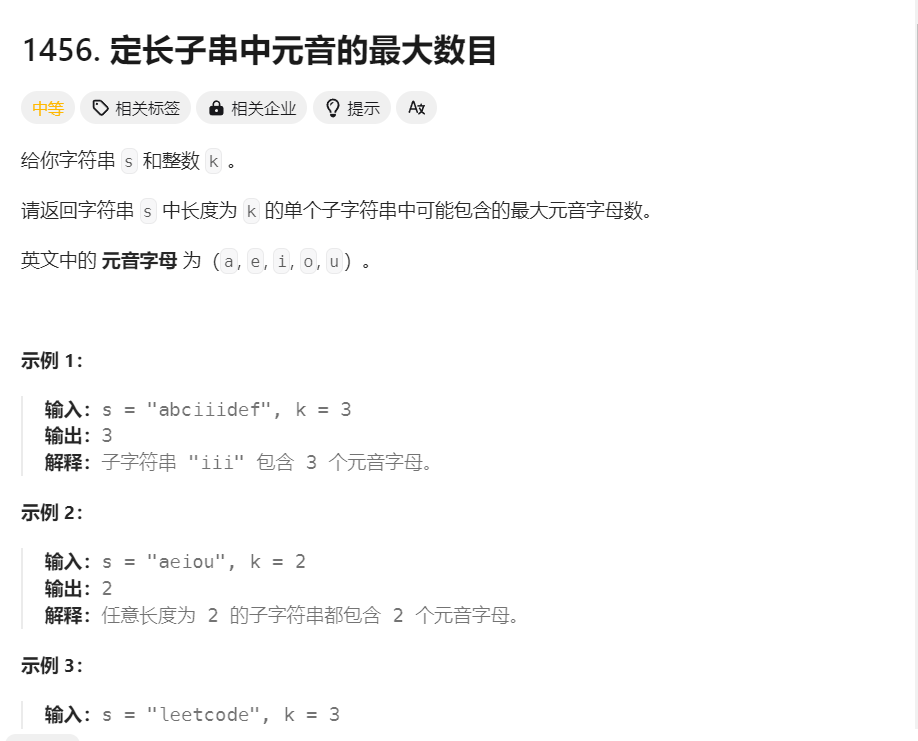 1456. 定长子串中元音的最大数目
中等 相关标签 相关企业 提示 A文
给你字符串 s 和整数 k 。
请返回字符串 s 中长度为 k 的单个子字符串中可能包含的最大元音字母数。
英文中的 元音字母 为（a, e, i, o, u）。
示例 1：
输入：s = "abciiidef", k = 3
输出：3
解释：子字符串 "iii" 包含 3 个元音字母。
示例 2：
输入：s = "aeiou", k = 2
输出：2
解释：任意长度为 2 的子字符串都包含 2 个元音字母。
示例 3：
输入：s = "leetcode", k = 3